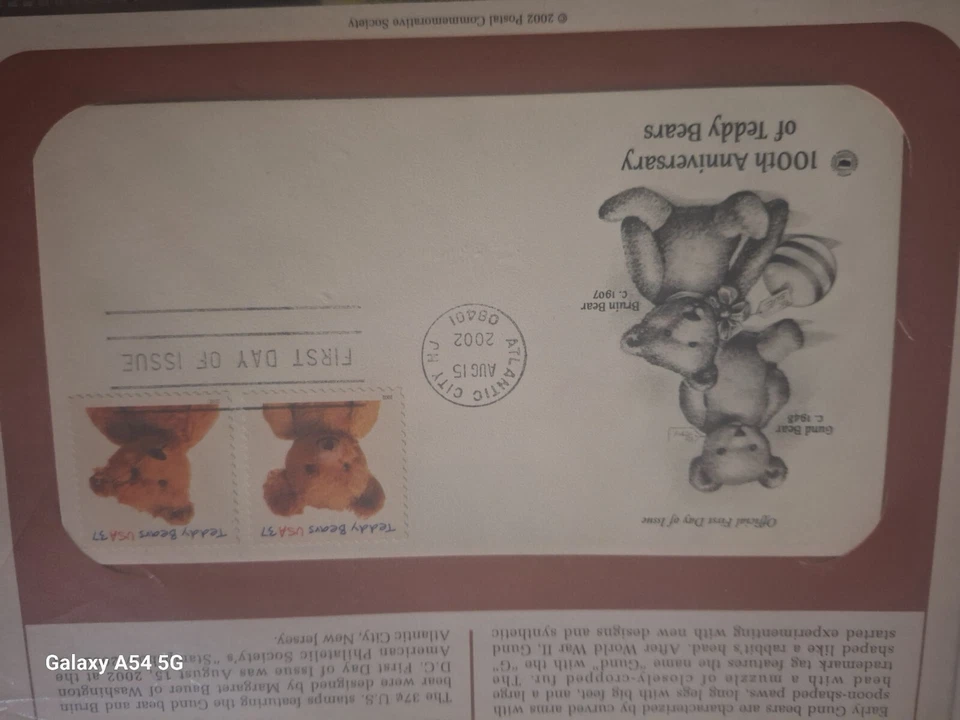 Official First Day of Issue
Teddy Bears USA 37
Teddy Bears USA 37
Gund Bear
c. 1948
FIRST DAY OF ISSUE
ATLANTIC CITY NJ
AUG 15
2002
08401
Bruin Bear
c. 1907
100th Anniversary
of Teddy Bears
© 2002 Postal Commemorative Society
Early Gund bears are characterized by curved arms with
spoon-shaped paws, long legs with big feet, and a large
head with a muzzle of closely-cropped fur. The
trademark tag features the name "Gund" with the "G"
shaped like a rabbit's head. After World War II, Gund
started experimenting with new designs and synthetic
The 37¢ U.S. stamps featuring the Gund bear and Bruin
bear were designed by Margaret Bauer of Washington
D.C. First Day of Issue was August 15, 2002 at the
American Philatelic Society's "Stam
Atlantic City, New Jersey.
Galaxy A54 5G